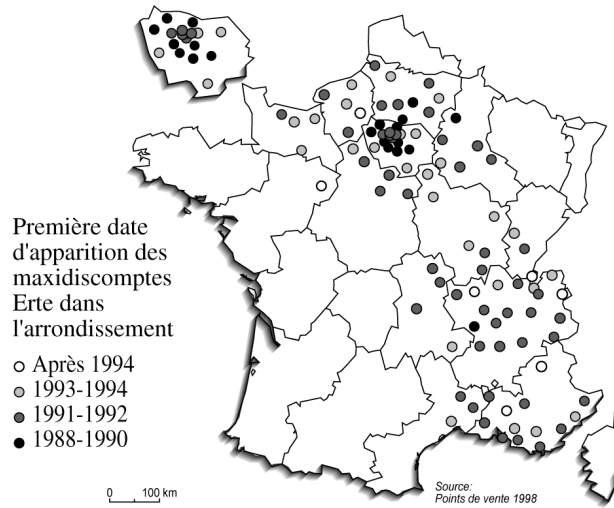 Première date
d'apparition des
maxidiscomptes
Erte dans
l'arrondissement
Après 1994
1993-1994
1991-1992
1988-1990
0 100 km
Source:
Points de vente 1998